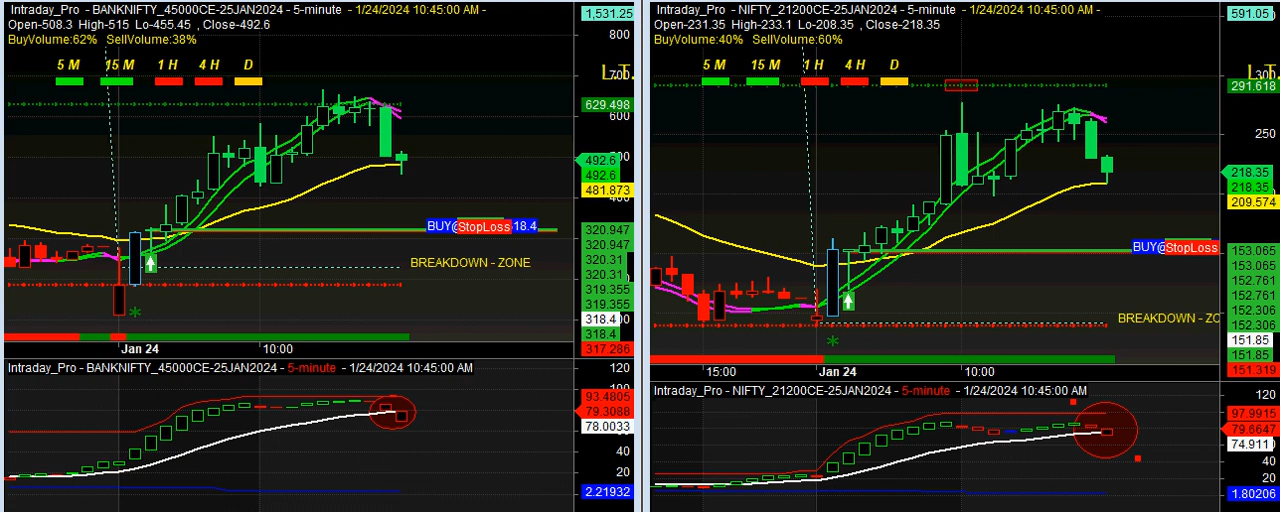 Intraday_Pro - BANKNIFTY_45000CE-25JAN2024 - 5-minute - 1/24/2024 10:45:00 AM -
Open-508.3 High-515 Lo-455.45 , Close-492.6
BuyVolume:62% SellVolume:38%
5 M 15 M 1 H 4 H D
L.T.
1,531.25
800
700
629.498
600
492.6
492.6
481.873
400
320.947
320.947
320.31
320.31
319.355
319.355
318.4
318.4
317.286
BUY@ StopLoss 18.4
BREAKDOWN - ZONE
Jan 24 10:00
Intraday_Pro - BANKNIFTY_45000CE-25JAN2024 - 5-minute - 1/24/2024 10:45:00 AM
120
100
93.4805
79.3088
78.0033
60
40
20
2.21932
Intraday_Pro - NIFTY_21200CE-25JAN2024 - 5-minute - 1/24/2024 10:45:00 AM -
Open-231.35 High-233.1 Lo-208.35 , Close-218.35
BuyVolume:40% SellVolume:60%
5 M 15 M 1 H 4 H D
L.T.
591.05
300
291.618
250
218.35
218.35
209.574
153.065
153.065
152.761
152.761
152.306
152.306
151.85
151.85
151.319
BUY@ StopLoss
BREAKDOWN - ZO
15:00 Jan 24 10:00
Intraday_Pro - NIFTY_21200CE-25JAN2024 - 5-minute - 1/24/2024 10:45:00 AM
120
97.9915
79.6647
74.911
60
40
20
1.80206